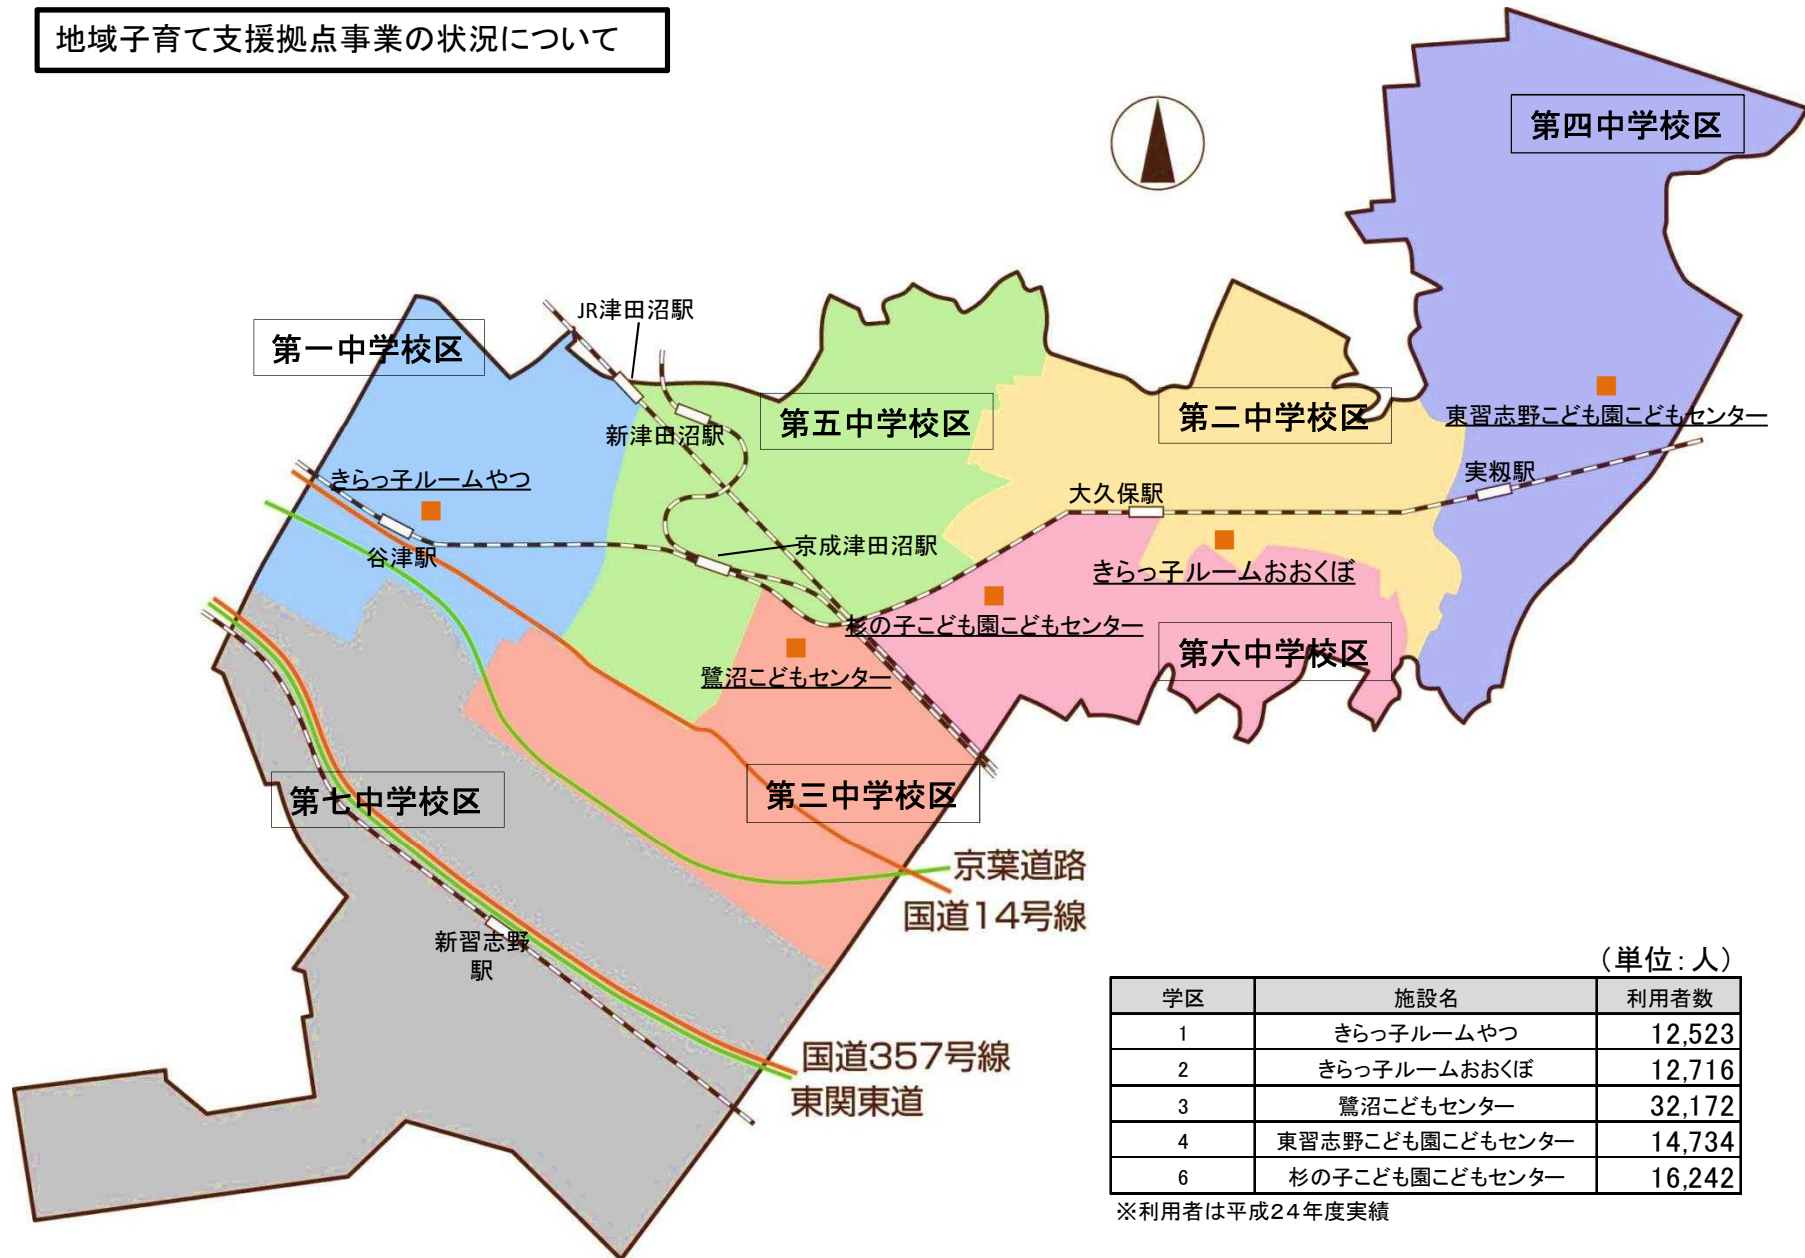 地域子育て支援拠点事業の状況について
第四中学校区
JR津田沼駅
第一中学校区
第五中学校区
第二中学校区
東習志野こども園こどもセンター
新津田沼駅
実籾駅
きらっ子ルームやつ
大久保駅
谷津駅
京成津田沼駅
きらっ子ルームおおくぼ
杉の子こども園こどもセンター
第六中学校区
鷺沼こどもセンター
第七中学校区
第三中学校区
京葉道路
国道14号線
新習志野
駅
国道357号線
東関東道
（単位：人）
学区 施設名 利用者数
1 きらっ子ルームやつ 12,523
2 きらっ子ルームおおくぼ 12,716
3 鷺沼こどもセンター 32,172
4 東習志野こども園こどもセンター 14,734
6 杉の子こども園こどもセンター 16,242
※利用者は平成24年度実績